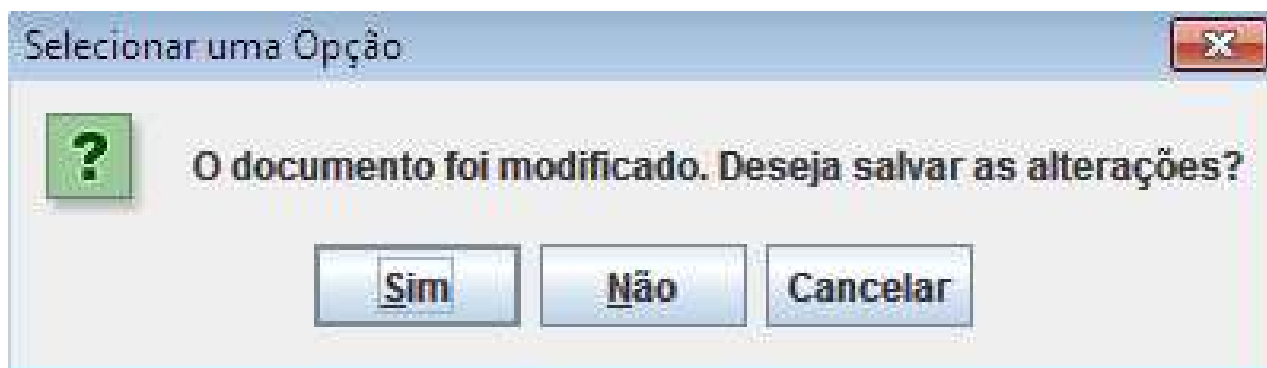 Selecionar uma Opção
?
O documento foi modificado. Deseja salvar as alterações?
Sim Não Cancelar